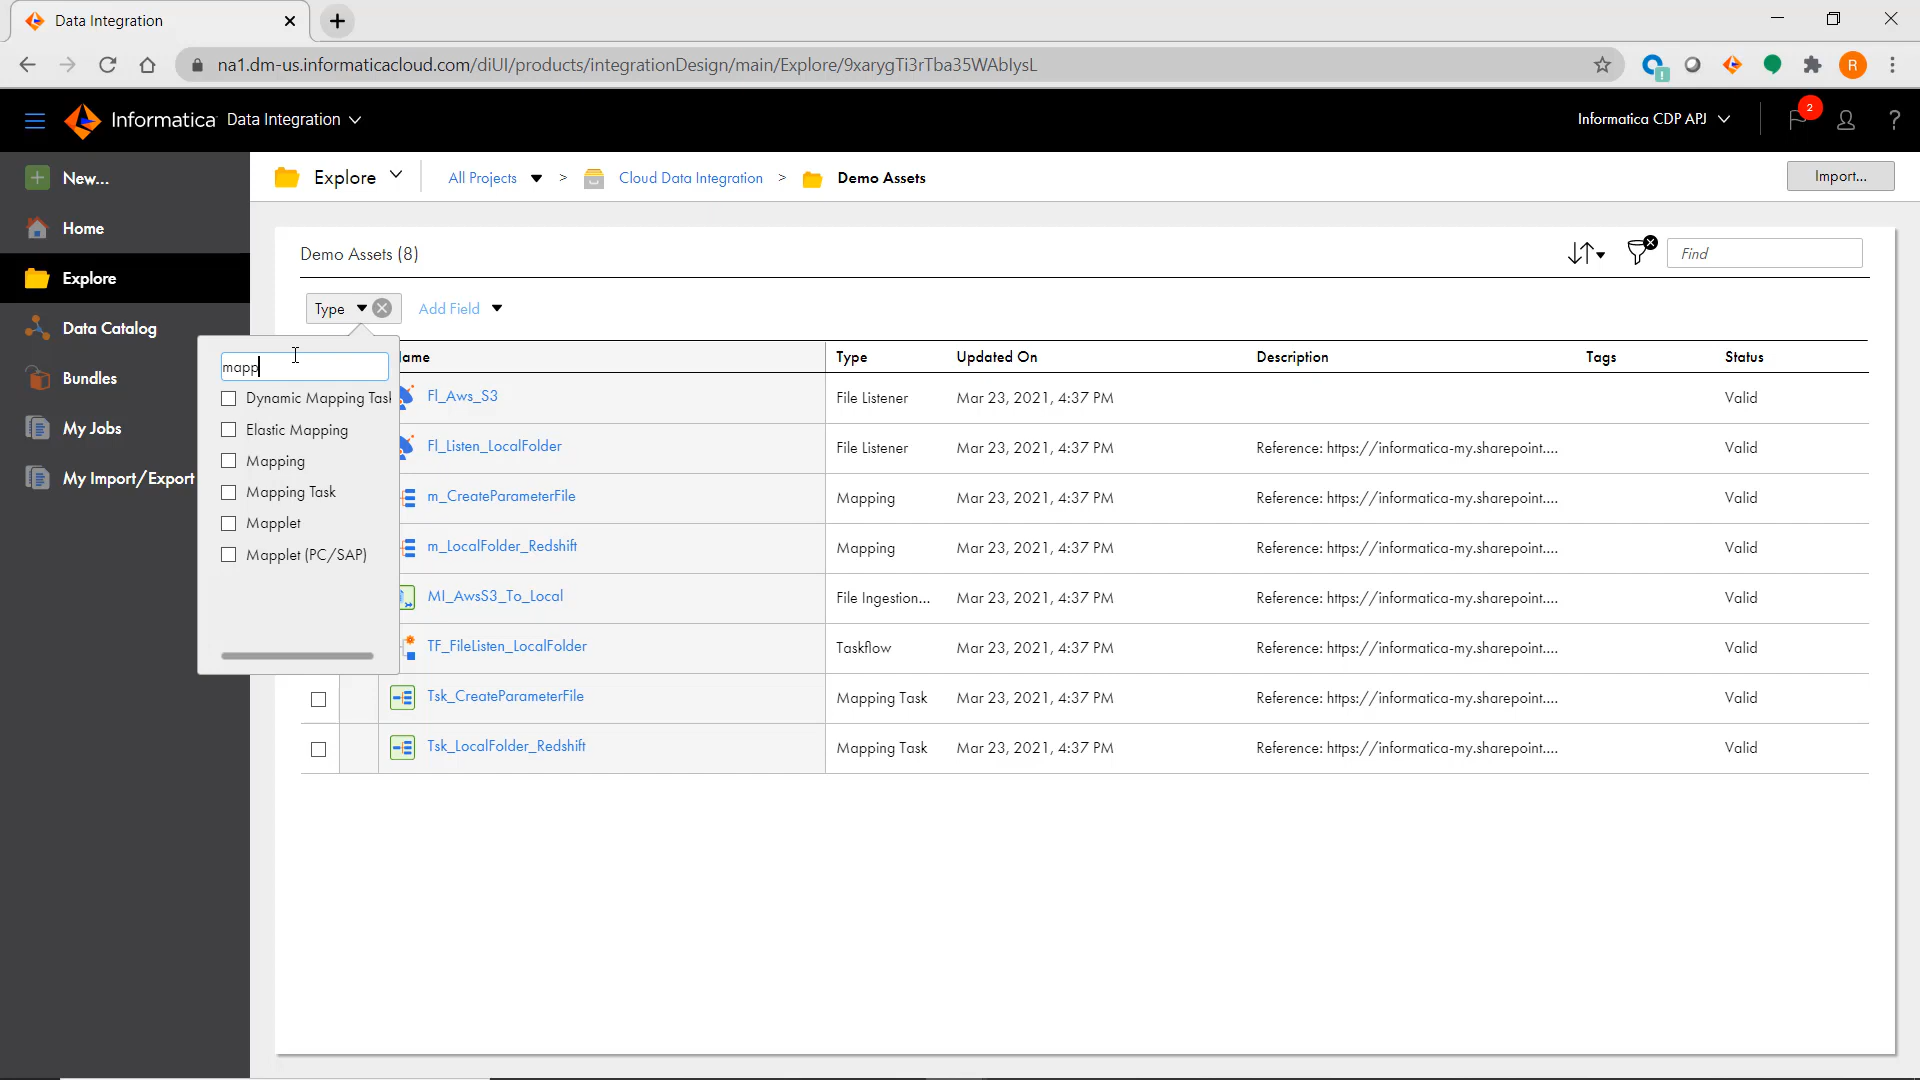 Data Integration
na1.dm-us.informaticacloud.com/diUI/products/integrationDesign/main/Explore/9xarygTi3rTba35WAbIysL
R
Informatica Data Integration
Informatica CDP APJ
2
?
New...
Home
Explore
Data Catalog
Bundles
My Jobs
My Import/Export
Explore
All Projects > Cloud Data Integration > Demo Assets
Import...
Demo Assets (8)
Find
Type
Add Field
mapp
Dynamic Mapping Task
Elastic Mapping
Mapping
Mapping Task
Mapplet
Mapplet (PC/SAP)
ame Type Updated On Description Tags Status
Fl_Aws_S3 File Listener Mar 23, 2021, 4:37 PM Valid
Fl_Listen_LocalFolder File Listener Mar 23, 2021, 4:37 PM Reference: https://informatica-my.sharepoint.... Valid
m_CreateParameterFile Mapping Mar 23, 2021, 4:37 PM Reference: https://informatica-my.sharepoint.... Valid
m_LocalFolder_Redshift Mapping Mar 23, 2021, 4:37 PM Reference: https://informatica-my.sharepoint.... Valid
MI_AwsS3_To_Local File Ingestion... Mar 23, 2021, 4:37 PM Reference: https://informatica-my.sharepoint.... Valid
TF_FileListen_LocalFolder Taskflow Mar 23, 2021, 4:37 PM Reference: https://informatica-my.sharepoint.... Valid
Tsk_CreateParameterFile Mapping Task Mar 23, 2021, 4:37 PM Reference: https://informatica-my.sharepoint.... Valid
Tsk_LocalFolder_Redshift Mapping Task Mar 23, 2021, 4:37 PM Reference: https://informatica-my.sharepoint.... Valid